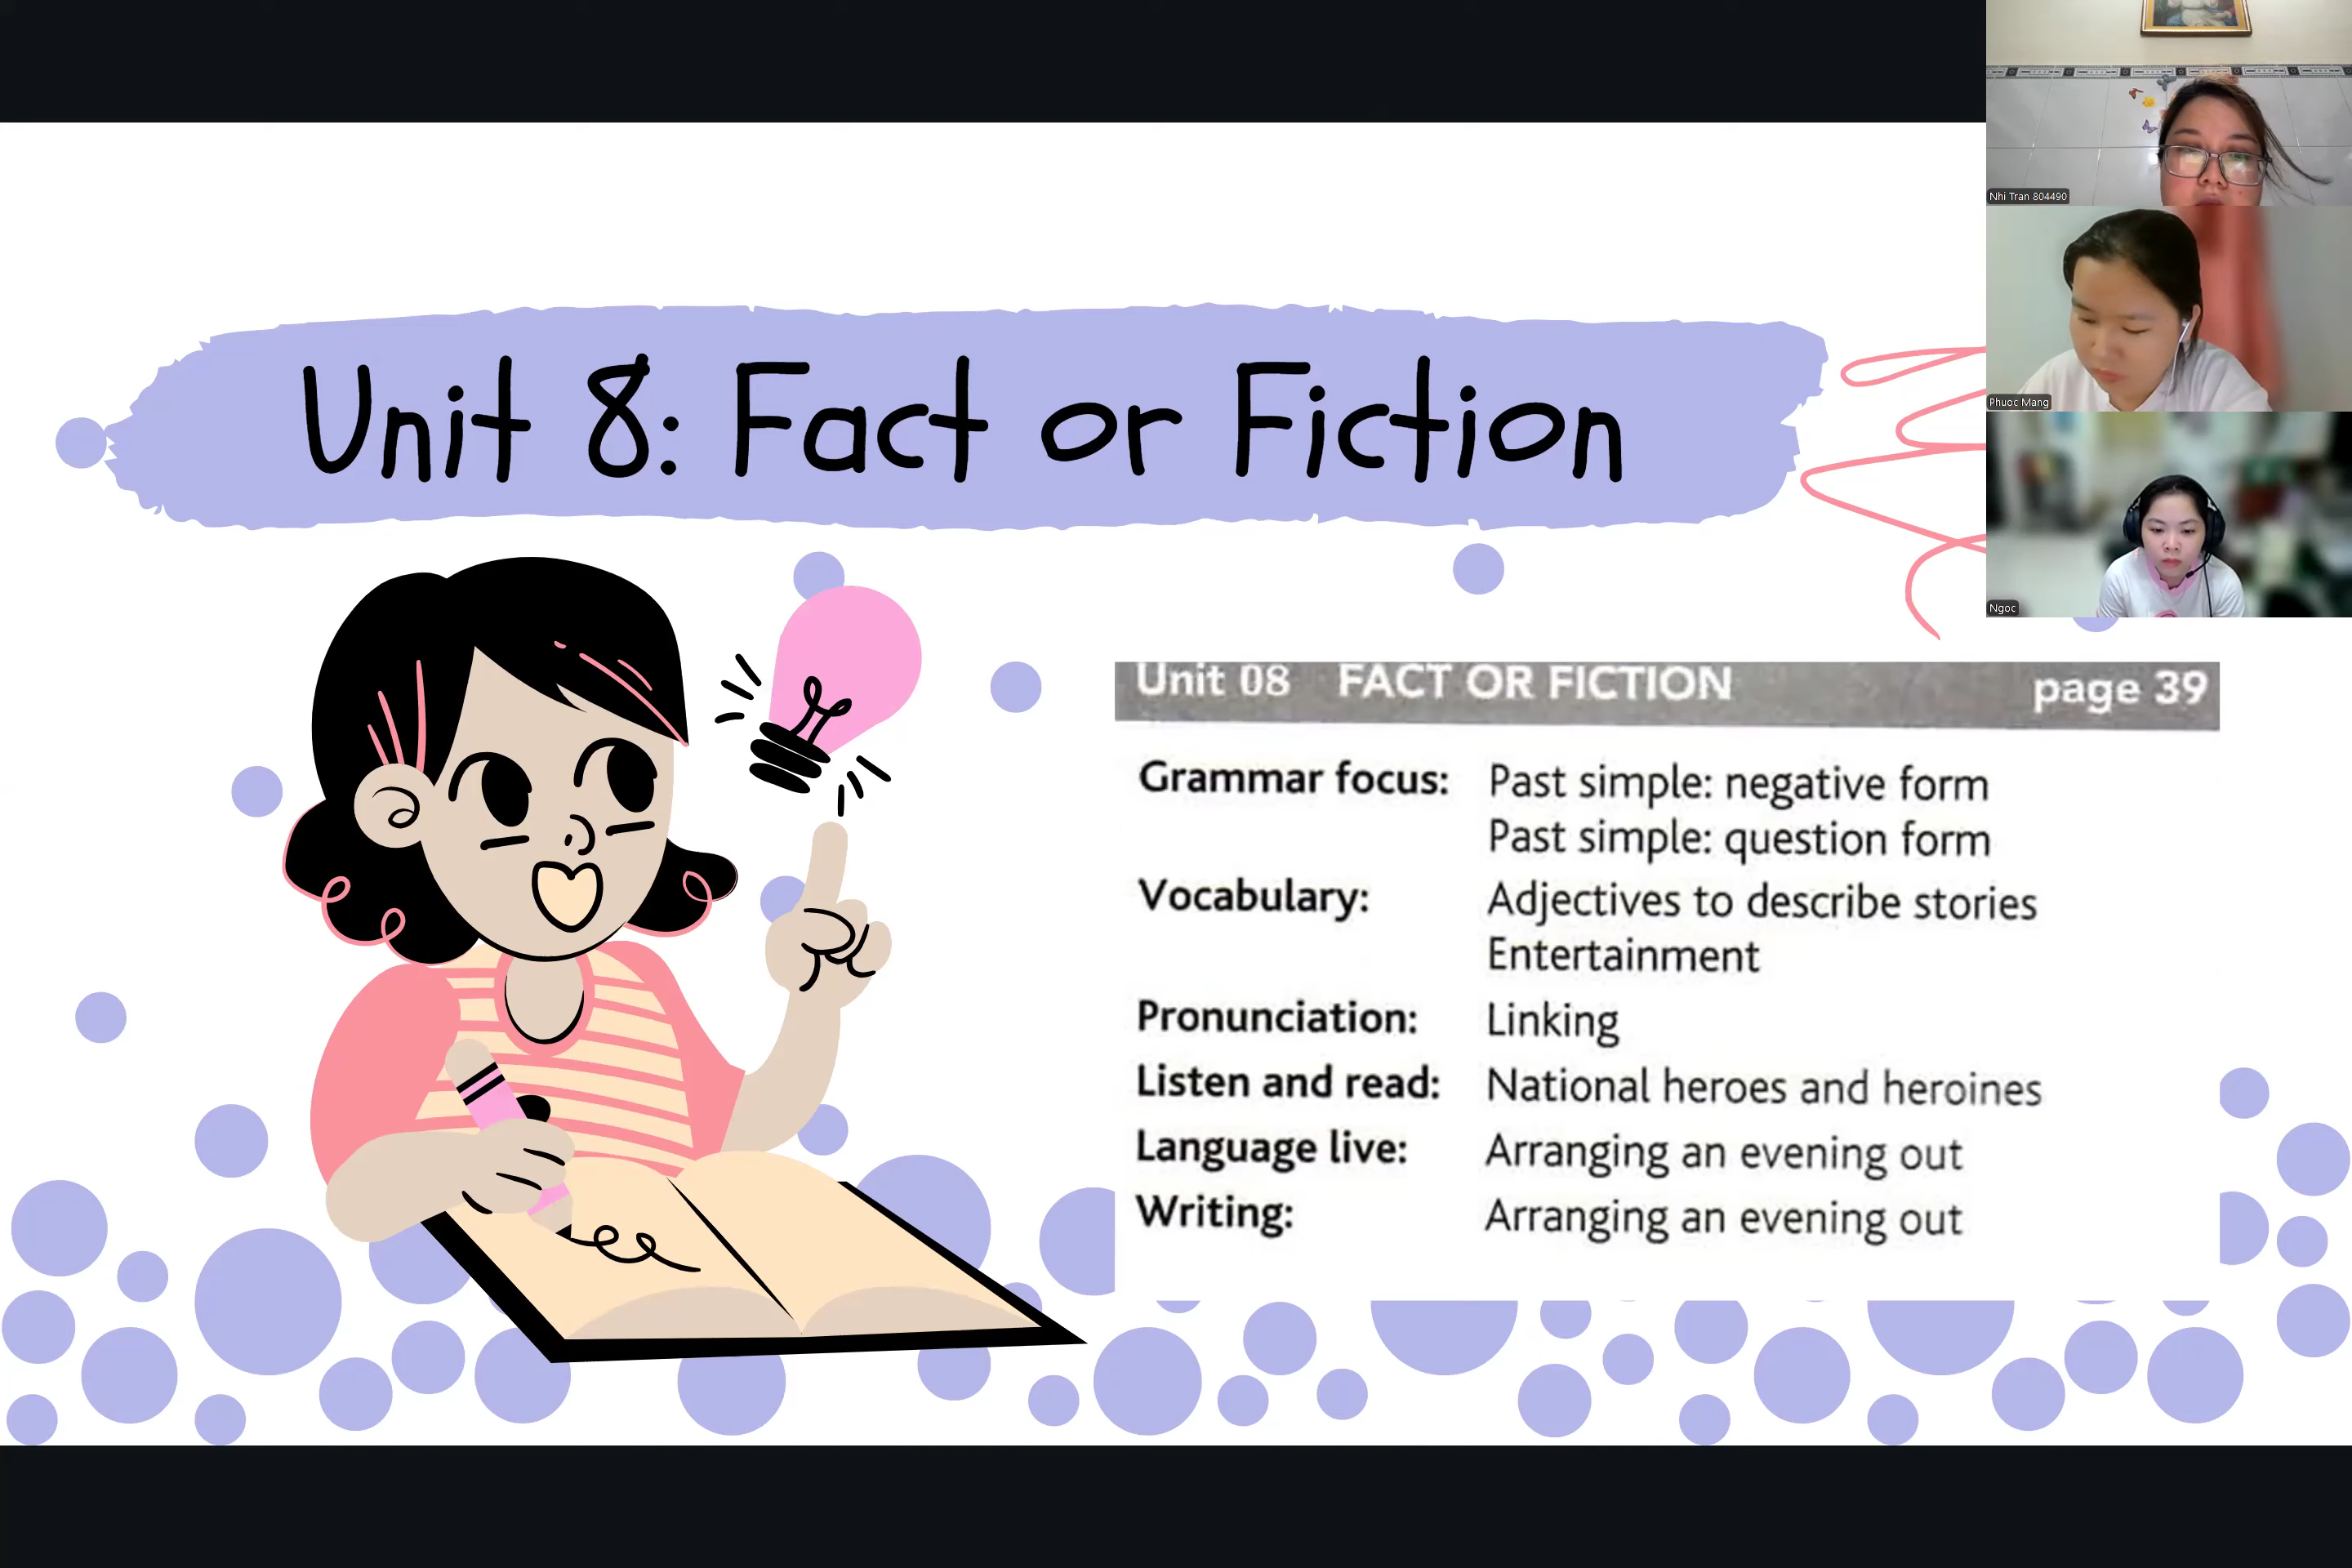 Unit 8: Fact or Fiction
Nhi Tran 804490
Phuoc Mang
Ngoc
Unit 08 FACT OR FICTION page 39
Grammar focus: Past simple: negative form
Past simple: question form
Vocabulary: Adjectives to describe stories
Entertainment
Pronunciation: Linking
Listen and read: National heroes and heroines
Language live: Arranging an evening out
Writing: Arranging an evening out